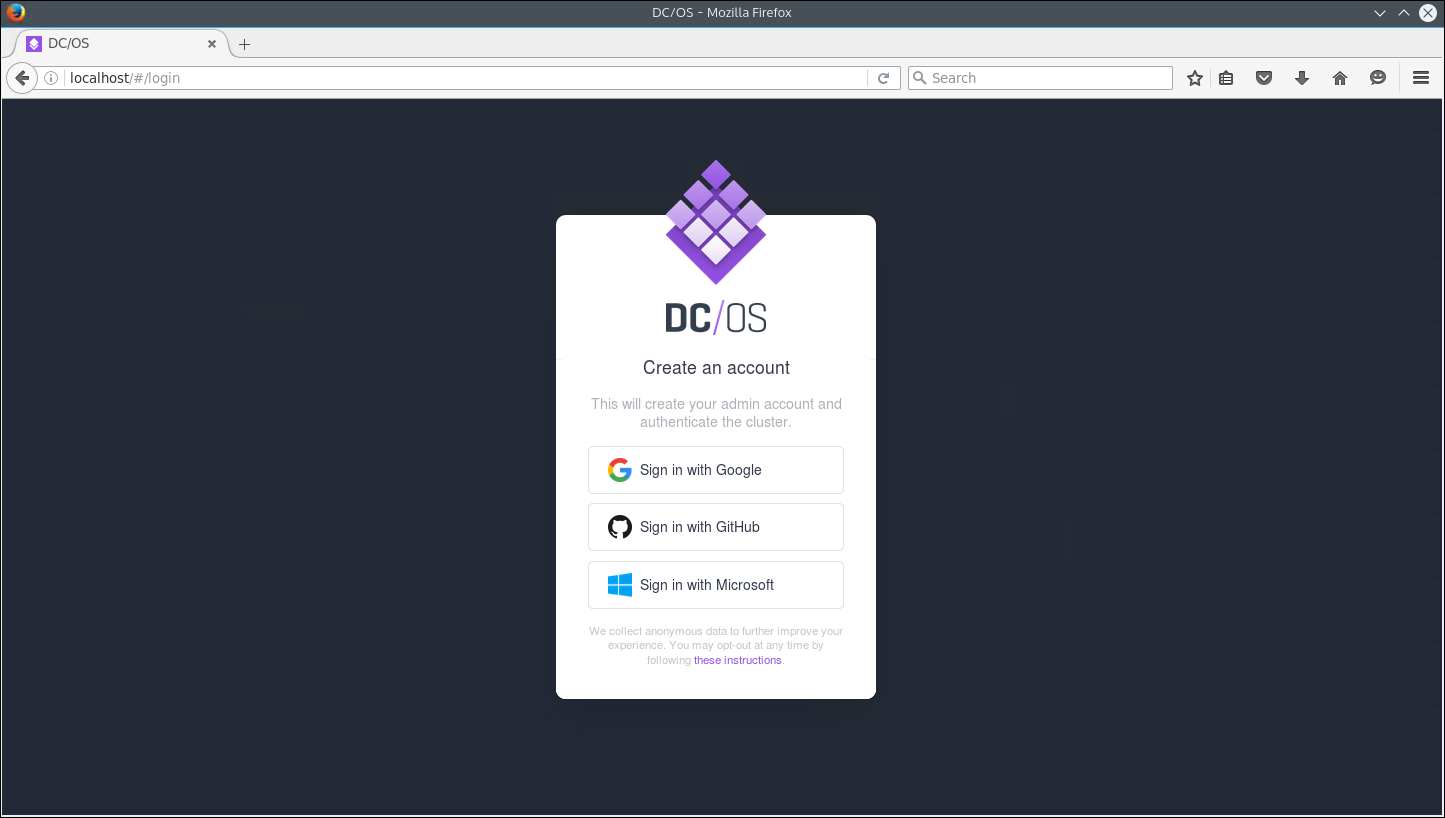 DC/OS - Mozilla Firefox
DC/OS
localhost/#/login
Search
DC/OS
Create an account
This will create your admin account and
authenticate the cluster.
Sign in with Google
Sign in with GitHub
Sign in with Microsoft
We collect anonymous data to further improve your
experience. You may opt-out at any time by
following these instructions.